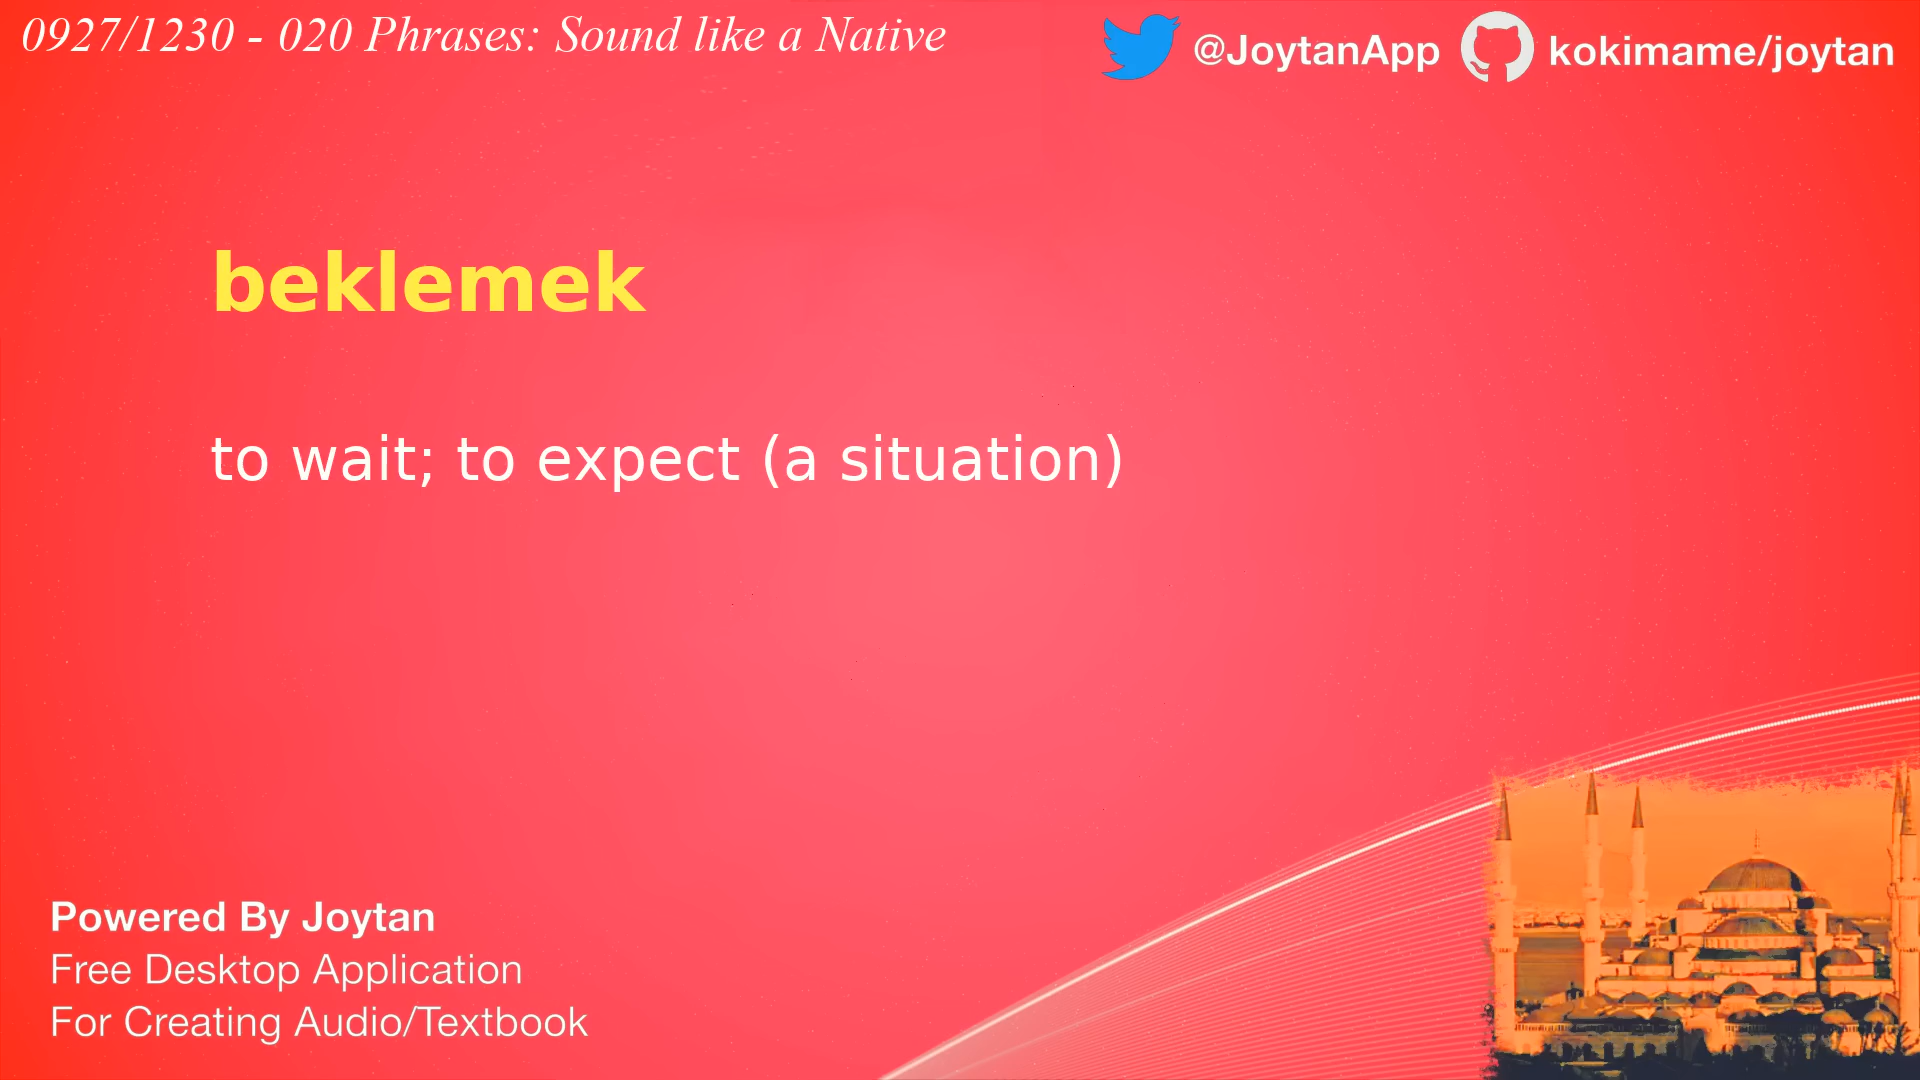 0927/1230 - 020 Phrases: Sound like a Native
@JoytanApp
kokimame/joytan
beklemek
to wait; to expect (a situation)
Powered By Joytan
Free Desktop Application
For Creating Audio/Textbook